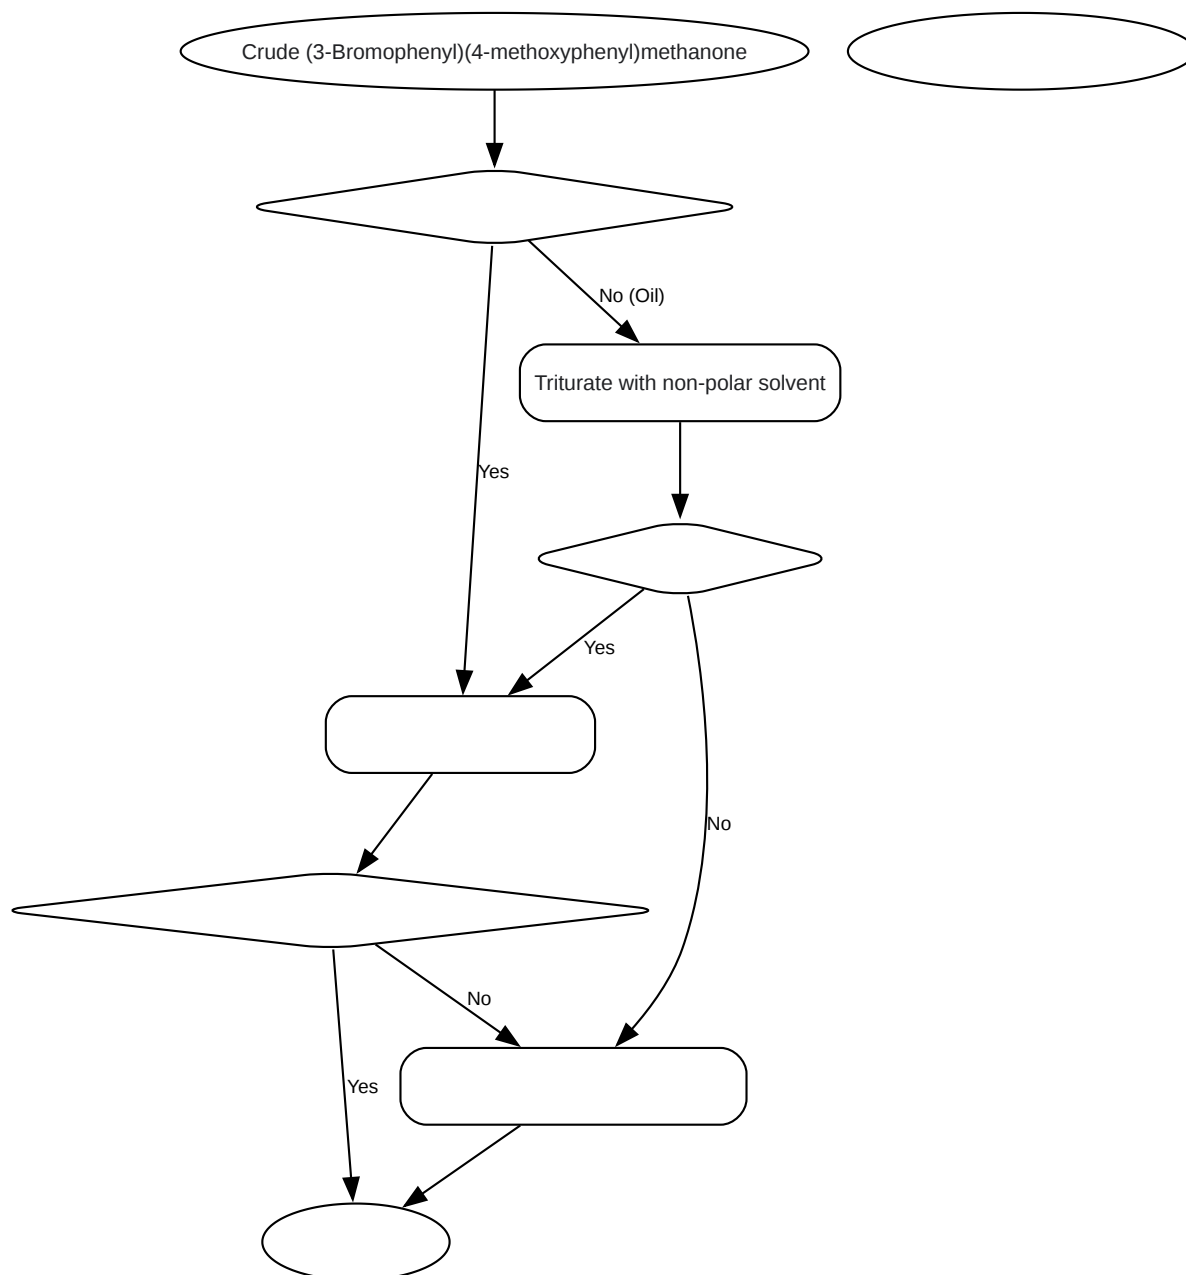 Crude (3-Bromophenyl)(4-methoxyphenyl)methanone
No (Oil)
Triturate with non-polar solvent
Yes
Yes
No
No
Yes